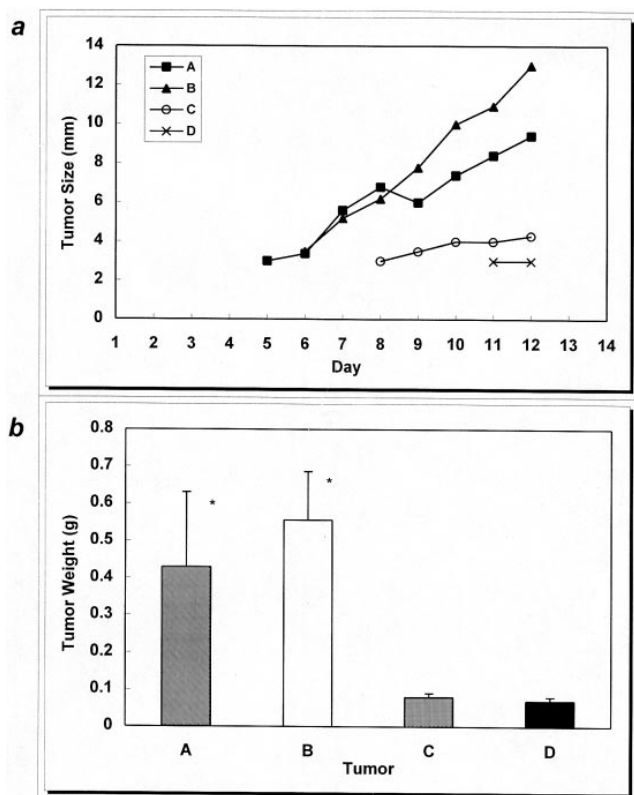 a
14
12
10
8
6
4
2
0
Tumor Size (mm)
A
B
C
D
1 2 3 4 5 6 7 8 9 10 11 12 13 14
Day
b
0.8
0.7
0.6
0.5
0.4
0.3
0.2
0.1
0
Tumor Weight (g)
*
*
A B C D
Tumor